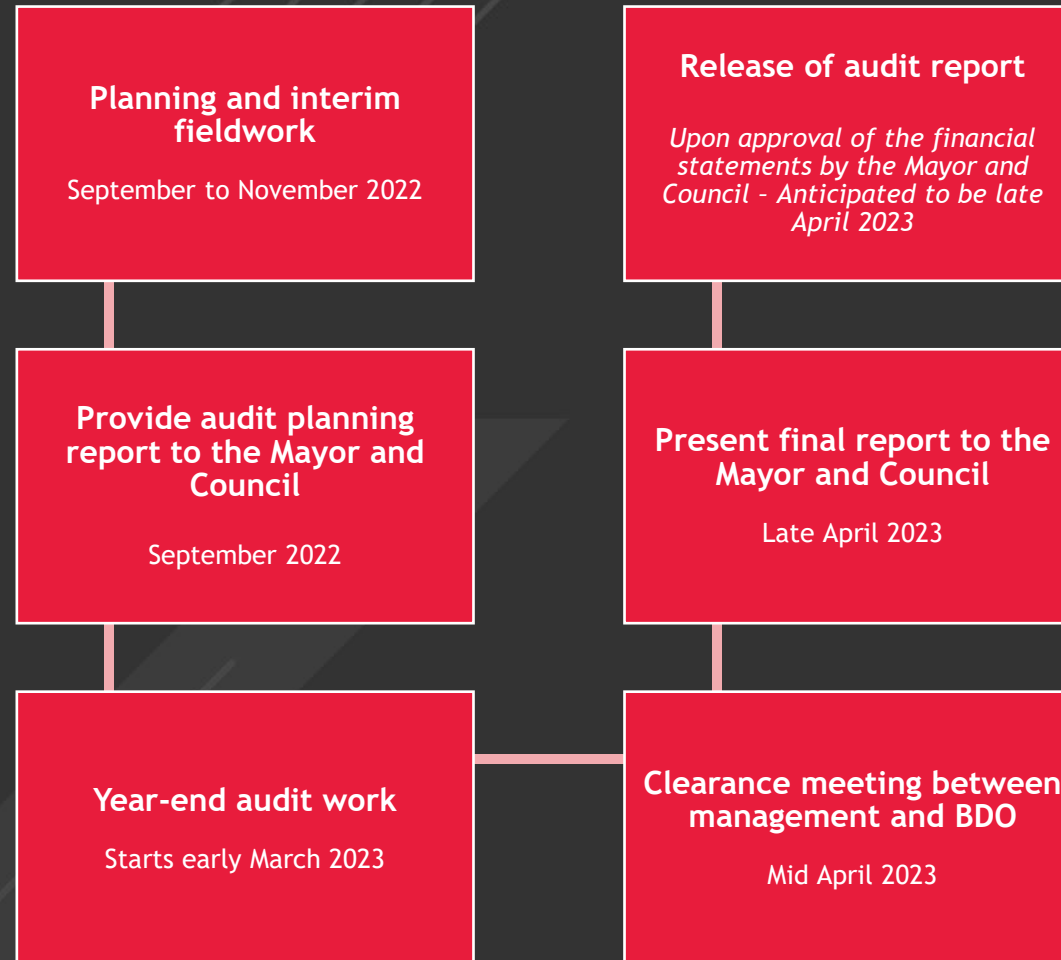 Planning and interim
fieldwork
September to November 2022
Provide audit planning
report to the Mayor and
Council
September 2022
Year-end audit work
Starts early March 2023
Clearance meeting between
management and BDO
Mid April 2023
Present final report to the
Mayor and Council
Late April 2023
Release of audit report
Upon approval of the financial
statements by the Mayor and
Council – Anticipated to be late
April 2023